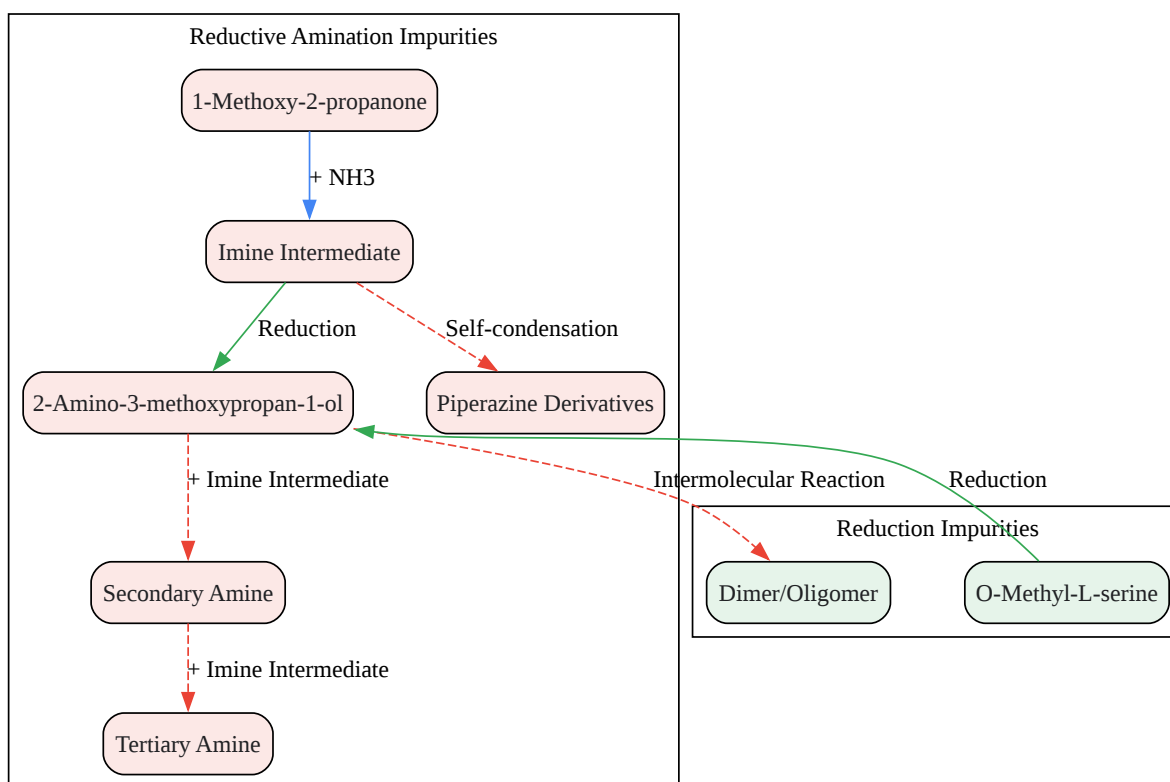 Reductive Amination Impurities
1-Methoxy-2-propanone
+ NH3
Imine Intermediate
Reduction
Self-condensation
2-Amino-3-methoxypropan-1-ol
Piperazine Derivatives
+ Imine Intermediate
Intermolecular Reaction
Reduction
Reduction Impurities
Secondary Amine
Dimer/Oligomer
O-Methyl-L-serine
+ Imine Intermediate
Tertiary Amine